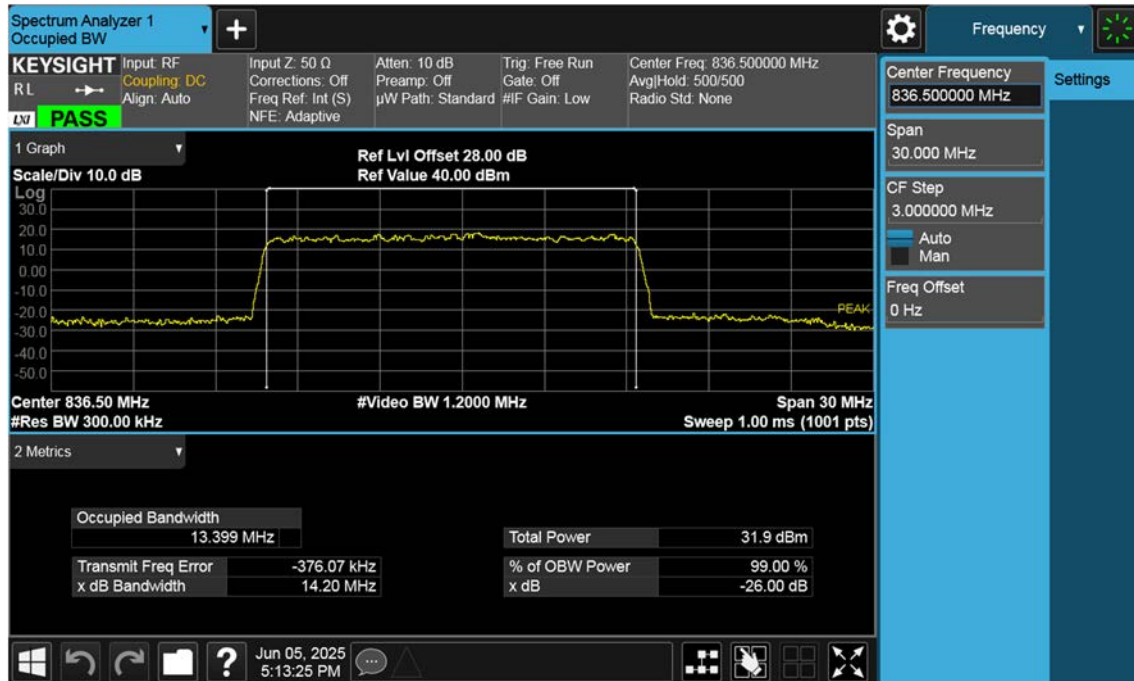 Spectrum Analyzer 1
Occupied BW
+
Frequency
KEYSIGHT
R L
LXI
PASS
Input: RF
Coupling: DC
Align: Auto
Input Z: 50 Ω
Corrections: Off
Freq Ref: Int (S)
NFE: Adaptive
Atten: 10 dB
Preamp: Off
µW Path: Standard
Trig: Free Run
Gate: Off
#IF Gain: Low
Center Freq: 836.500000 MHz
Avg|Hold: 500/500
Radio Std: None
Center Frequency
836.500000 MHz
Settings
Span
30.000 MHz
CF Step
3.000000 MHz
Auto
Man
Freq Offset
0 Hz
1 Graph
Ref Lvl Offset 28.00 dB
Scale/Div 10.0 dB
Ref Value 40.00 dBm
Log
30.0
20.0
10.0
0.00
-10.0
-20.0
-30.0
-40.0
-50.0
PEAK
Center 836.50 MHz
#Video BW 1.2000 MHz
Span 30 MHz
#Res BW 300.00 kHz
Sweep 1.00 ms (1001 pts)
2 Metrics
Occupied Bandwidth
13.399 MHz
Total Power 31.9 dBm
Transmit Freq Error -376.07 kHz
% of OBW Power 99.00 %
x dB Bandwidth 14.20 MHz
x dB -26.00 dB
?
Jun 05, 2025
5:13:25 PM